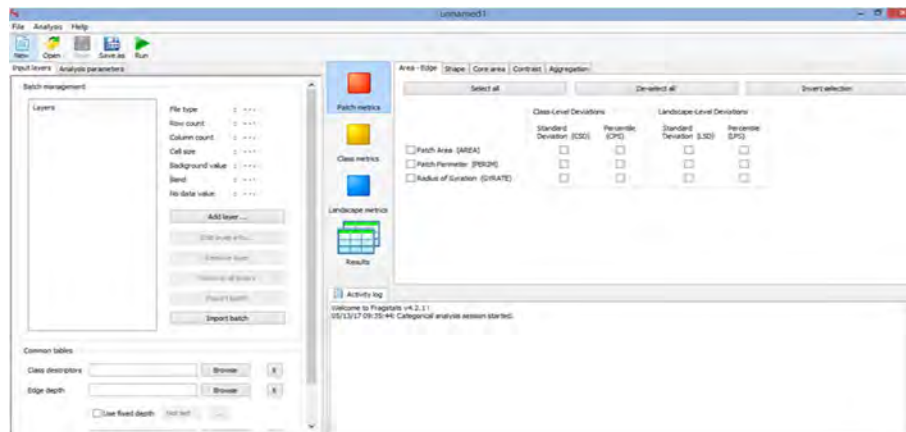 unnamed1
File Analysis Help
New Open Save as Run
Input layers Analysis parameters
Batch management
Layers
File type : ---
Row count : ---
Column count : ---
Cell size : ---
Background value : ---
Band : ---
No data value : ---
Add layer ...
Remove layer
Import batch
Common tables
Class descriptors Browse X
Edge depth Browse X
Use fixed depth
Patch metrics
Class metrics
Landscape metrics
Results
Area - Edge Shape Core area Contrast Aggregation
Select all De-select all Invert selection
Class-Level Deviations Landscape-Level Deviations
Standard Deviation (CSD) Percentile (CPS) Standard Deviation (LSD) Percentile (LPS)
Patch Area (AREA)
Patch Perimeter (PERIM)
Radius of Gyration (GYRATE)
Activity log
Welcome to Fragstats v4.2.1!
05/13/17 09:35:44: Categorical analysis session started.